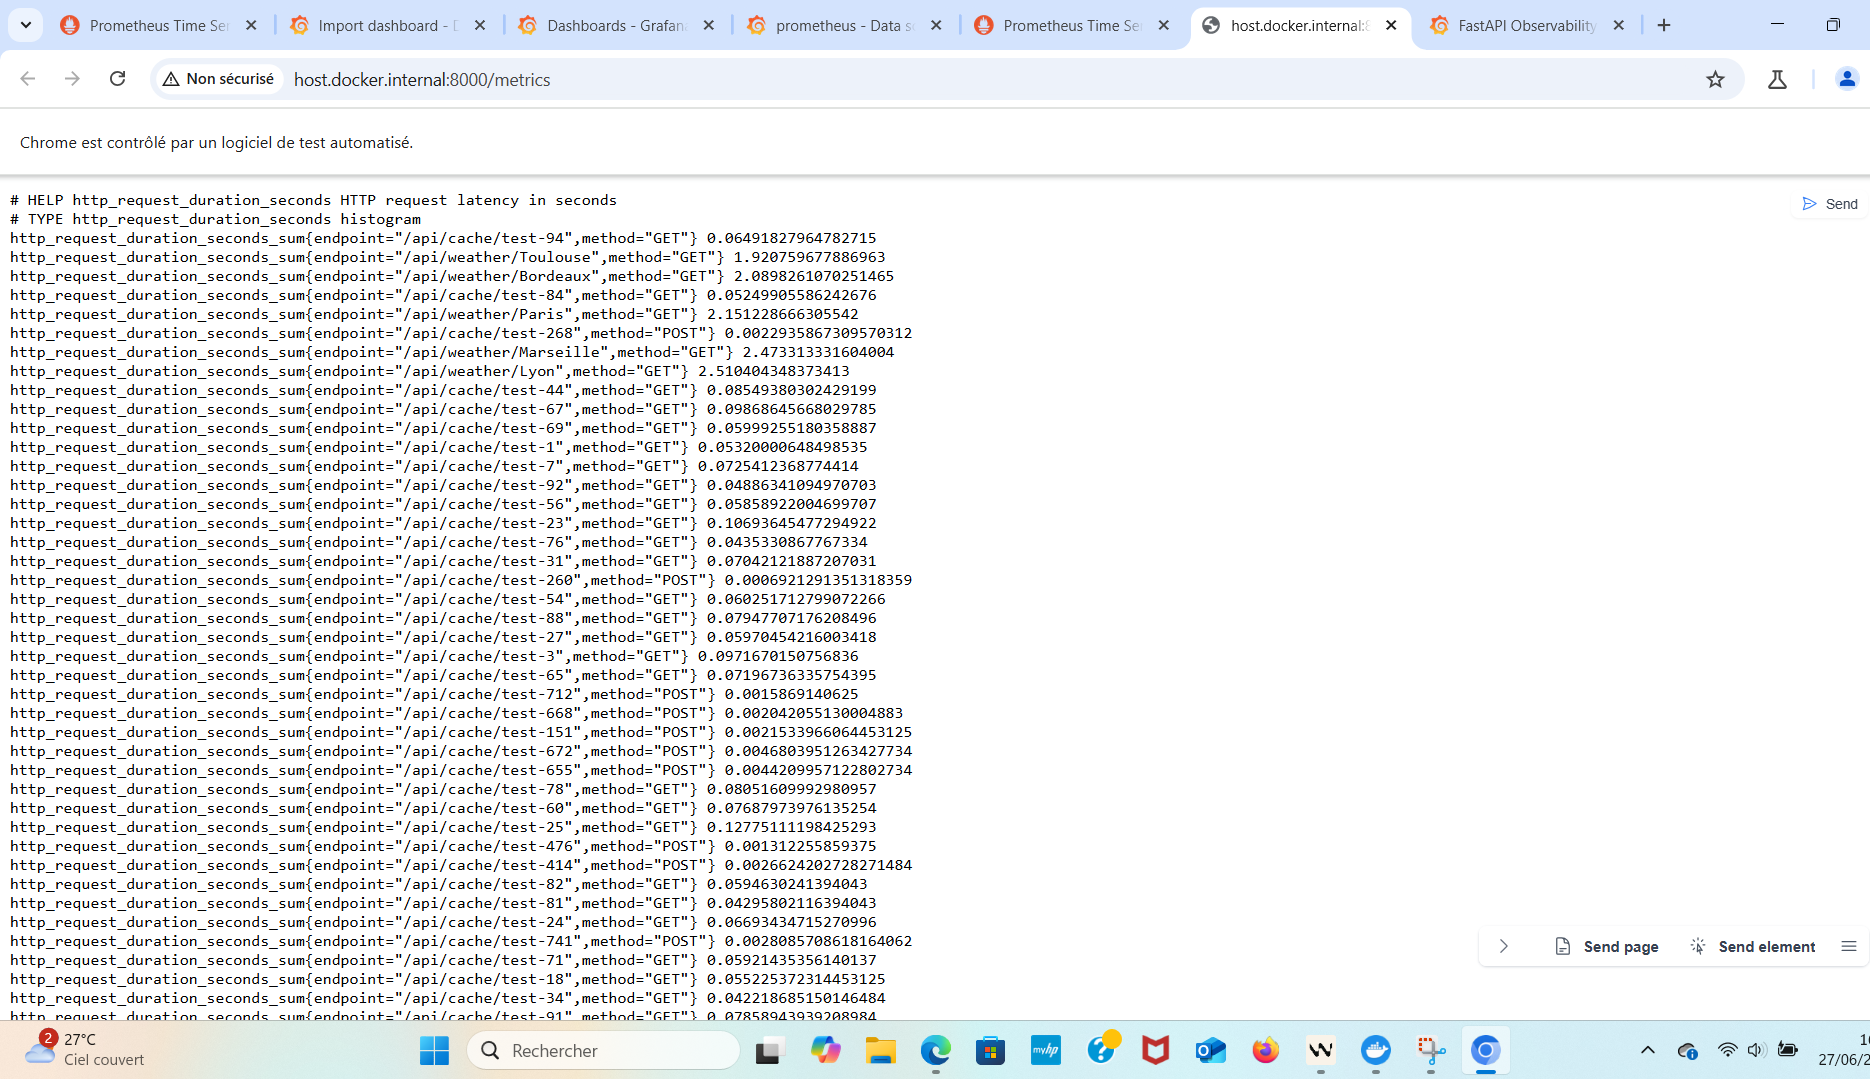 Prometheus Time Ser
Import dashboard - D
Dashboards - Grafana
prometheus - Data so
Prometheus Time Ser
host.docker.internal:8
FastAPI Observability
Non sécurisé
host.docker.internal:8000/metrics
Chrome est contrôlé par un logiciel de test automatisé.
# HELP http_request_duration_seconds HTTP request latency in seconds
Send
# TYPE http_request_duration_seconds histogram
http_request_duration_seconds_sum{endpoint="/api/cache/test-94",method="GET"} 0.06491827964782715
http_request_duration_seconds_sum{endpoint="/api/weather/Toulouse",method="GET"} 1.920759677886963
http_request_duration_seconds_sum{endpoint="/api/weather/Bordeaux",method="GET"} 2.0898261070251465
http_request_duration_seconds_sum{endpoint="/api/cache/test-84",method="GET"} 0.05249905586242676
http_request_duration_seconds_sum{endpoint="/api/weather/Paris",method="GET"} 2.151228666305542
http_request_duration_seconds_sum{endpoint="/api/cache/test-268",method="POST"} 0.0022935867309570312
http_request_duration_seconds_sum{endpoint="/api/weather/Marseille",method="GET"} 2.473313331604004
http_request_duration_seconds_sum{endpoint="/api/weather/Lyon",method="GET"} 2.510404348373413
http_request_duration_seconds_sum{endpoint="/api/cache/test-44",method="GET"} 0.08549380302429199
http_request_duration_seconds_sum{endpoint="/api/cache/test-67",method="GET"} 0.09868645668029785
http_request_duration_seconds_sum{endpoint="/api/cache/test-69",method="GET"} 0.05999255180358887
http_request_duration_seconds_sum{endpoint="/api/cache/test-1",method="GET"} 0.05320000648498535
http_request_duration_seconds_sum{endpoint="/api/cache/test-7",method="GET"} 0.0725412368774414
http_request_duration_seconds_sum{endpoint="/api/cache/test-92",method="GET"} 0.04886341094970703
http_request_duration_seconds_sum{endpoint="/api/cache/test-56",method="GET"} 0.05858922004699707
http_request_duration_seconds_sum{endpoint="/api/cache/test-23",method="GET"} 0.10693645477294922
http_request_duration_seconds_sum{endpoint="/api/cache/test-76",method="GET"} 0.0435330867767334
http_request_duration_seconds_sum{endpoint="/api/cache/test-31",method="GET"} 0.07042121887207031
http_request_duration_seconds_sum{endpoint="/api/cache/test-260",method="POST"} 0.0006921291351318359
http_request_duration_seconds_sum{endpoint="/api/cache/test-54",method="GET"} 0.060251712799072266
http_request_duration_seconds_sum{endpoint="/api/cache/test-88",method="GET"} 0.07947707176208496
http_request_duration_seconds_sum{endpoint="/api/cache/test-27",method="GET"} 0.05970454216003418
http_request_duration_seconds_sum{endpoint="/api/cache/test-3",method="GET"} 0.0971670150756836
http_request_duration_seconds_sum{endpoint="/api/cache/test-65",method="GET"} 0.07196736335754395
http_request_duration_seconds_sum{endpoint="/api/cache/test-712",method="POST"} 0.0015869140625
http_request_duration_seconds_sum{endpoint="/api/cache/test-668",method="POST"} 0.002042055130004883
http_request_duration_seconds_sum{endpoint="/api/cache/test-151",method="POST"} 0.0021533966064453125
http_request_duration_seconds_sum{endpoint="/api/cache/test-672",method="POST"} 0.0046803951263427734
http_request_duration_seconds_sum{endpoint="/api/cache/test-655",method="POST"} 0.0044209957122802734
http_request_duration_seconds_sum{endpoint="/api/cache/test-78",method="GET"} 0.08051609992980957
http_request_duration_seconds_sum{endpoint="/api/cache/test-60",method="GET"} 0.07687973976135254
http_request_duration_seconds_sum{endpoint="/api/cache/test-25",method="GET"} 0.12775111198425293
http_request_duration_seconds_sum{endpoint="/api/cache/test-476",method="POST"} 0.001312255859375
http_request_duration_seconds_sum{endpoint="/api/cache/test-414",method="POST"} 0.0026624202728271484
http_request_duration_seconds_sum{endpoint="/api/cache/test-82",method="GET"} 0.0594630241394043
http_request_duration_seconds_sum{endpoint="/api/cache/test-81",method="GET"} 0.04295802116394043
http_request_duration_seconds_sum{endpoint="/api/cache/test-24",method="GET"} 0.06693434715270996
http_request_duration_seconds_sum{endpoint="/api/cache/test-741",method="POST"} 0.0028085708618164062
Send page
Send element
http_request_duration_seconds_sum{endpoint="/api/cache/test-71",method="GET"} 0.05921435356140137
http_request_duration_seconds_sum{endpoint="/api/cache/test-18",method="GET"} 0.055225372314453125
http_request_duration_seconds_sum{endpoint="/api/cache/test-34",method="GET"} 0.042218685150146484
http_request_duration_seconds_sum{endpoint="/api/cache/test-91",method="GET"} 0.07858943939208984
2
27°C
Ciel couvert
Rechercher
myhp
27/06/2